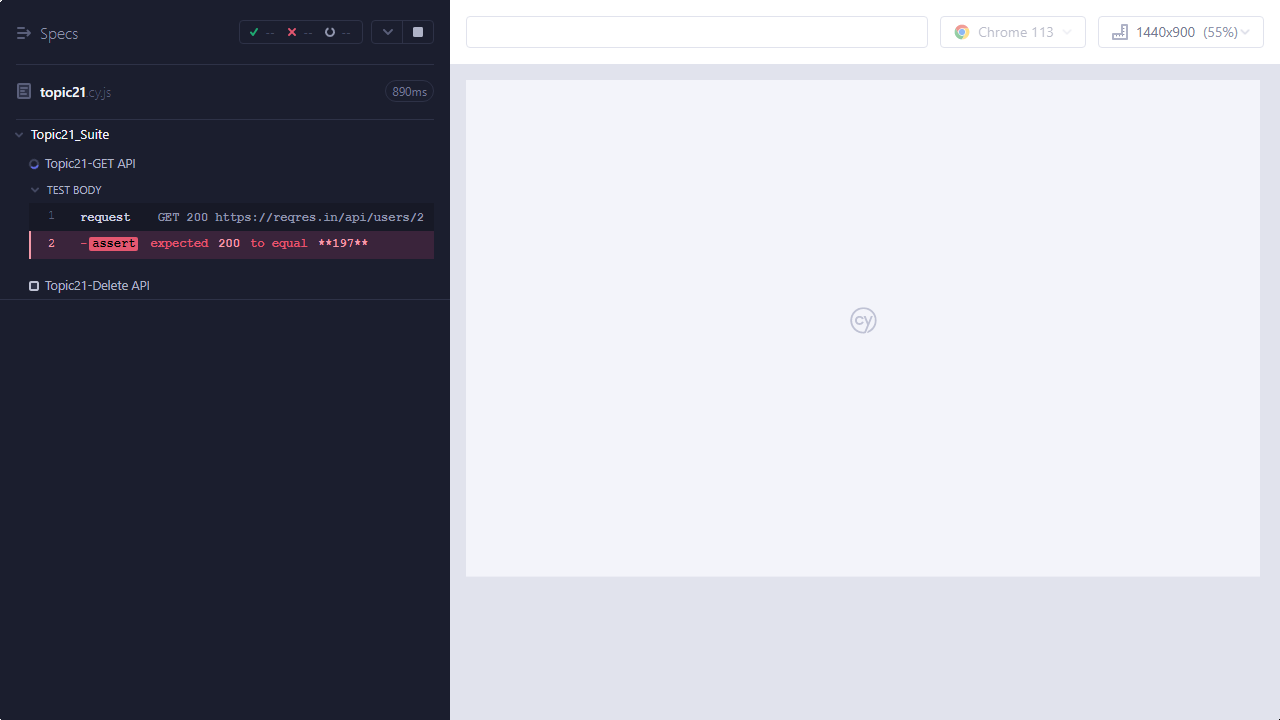 Specs
-- -- --
topic21.cy.js 890ms
Topic21_Suite
Topic21-GET API
TEST BODY
1 request GET 200 https://reqres.in/api/users/2
2 -assert expected 200 to equal **197**
Topic21-Delete API
Chrome 113
1440x900 (55%)
cy